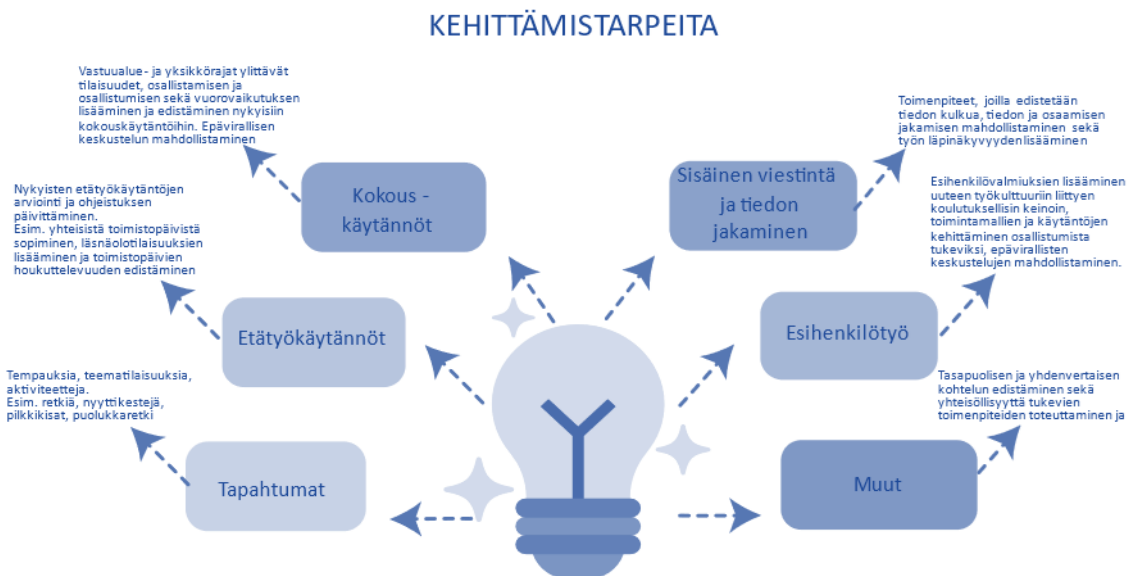 KEHITTÄMISTARPEITA
Vastuualue- ja yksikkörajat ylittävät
tilaisuudet, osallistamisen ja
osallistumisen sekä vuorovaikutuksen
lisääminen ja edistäminen nykyisiin
kokouskäytäntöihin. Epävirallisen
keskustelun mahdollistaminen
Kokous -
käytännöt
Nykyisten etätyökäytäntöjen
arviointi ja ohjeistuksen
päivittäminen.
Esim. yhteisistä toimistopäivistä
sopiminen, läsnäolotilaisuuksien
lisääminen ja toimistopäivien
houkuttelevuuden edistäminen
Etätyökäytännöt
Tempauksia, teematilaisuuksia,
aktiviteetteja.
Esim. retkiä, nyyttikestejä,
pilkkikisat, puolukkaretki
Tapahtumat
Toimenpiteet, joilla edistetään
tiedon kulkua, tiedon ja osaamisen
jakamisen mahdollistaminen sekä
työn läpinäkyvyydenlisääminen
Sisäinen viestintä
ja tiedon
jakaminen
Esihenkilövalmiuksien lisääminen
uuteen työkulttuuriin liittyen
koulutuksellisin keinoin,
toimintamallien ja käytäntöjen
kehittäminen osallistumista
tukeviksi, epävirallisten
keskustelujen mahdollistaminen.
Esihenkilötyö
Tasapuolisen ja yhdenvertaisen
kohtelun edistäminen sekä
yhteisöllisyyttä tukevien
toimenpiteiden toteuttaminen ja
Muut